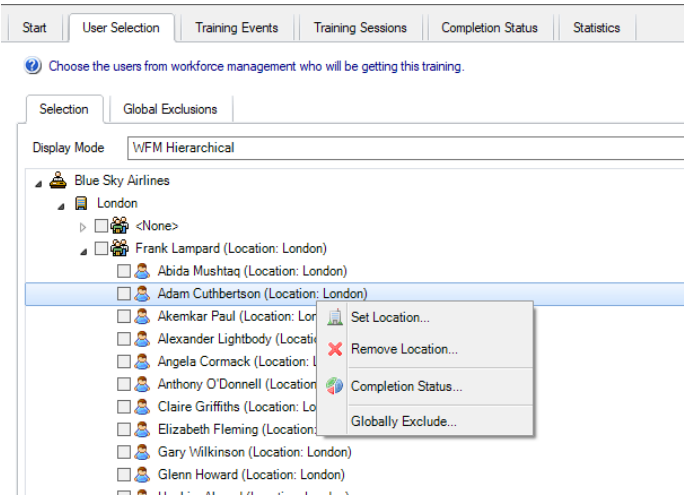 Start User Selection Training Events Training Sessions Completion Status Statistics
Choose the users from workforce management who will be getting this training.
Selection Global Exclusions
Display Mode WFM Hierarchical
Blue Sky Airlines
London
<None>
Frank Lampard (Location: London)
Abida Mushtaq (Location: London)
Adam Cuthbertson (Location: London)
Akemkar Paul (Location: Lon
Set Location...
Alexander Lightbody (Locati
Remove Location...
Angela Cormack (Location: L
Anthony O'Donnell (Location
Completion Status...
Claire Griffiths (Location: Lo
Elizabeth Fleming (Location:
Globally Exclude...
Gary Wilkinson (Location: London)
Glenn Howard (Location: London)